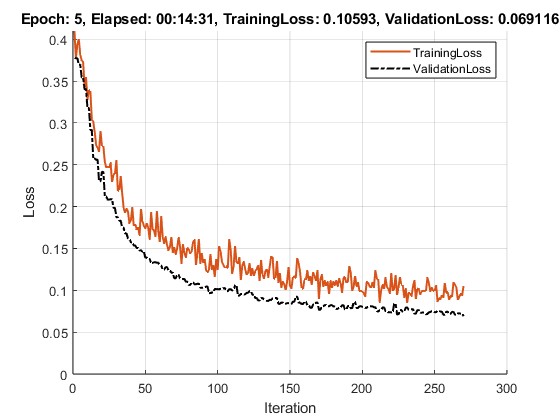 Epoch: 5, Elapsed: 00:14:31, TrainingLoss: 0.10593, ValidationLoss: 0.069116
TrainingLoss
ValidationLoss
0.4
0.35
0.3
0.25
0.2
0.15
0.1
0.05
0
Loss
0 50 100 150 200 250 300
Iteration